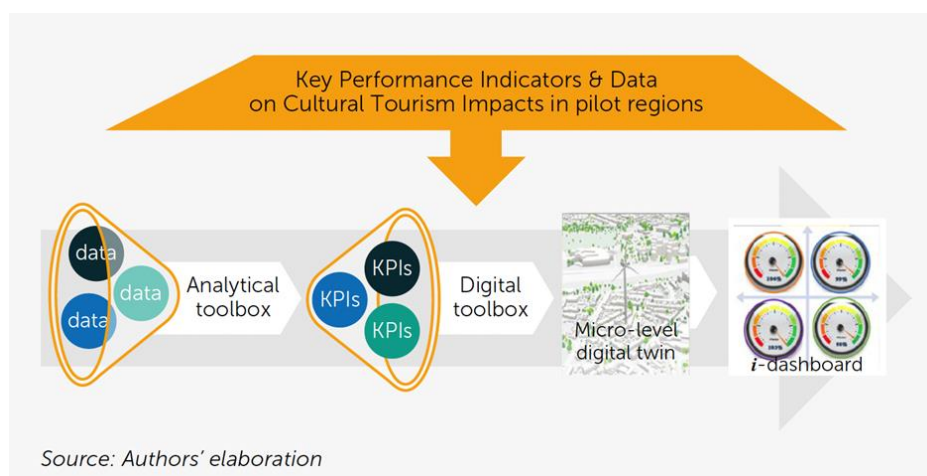 Key Performance Indicators & Data
on Cultural Tourism Impacts in pilot regions
data
data
data
Analytical
toolbox
KPIs
KPIs
KPIs
Digital
toolbox
Micro-level
digital twin
i-dashboard
Source: Authors’ elaboration